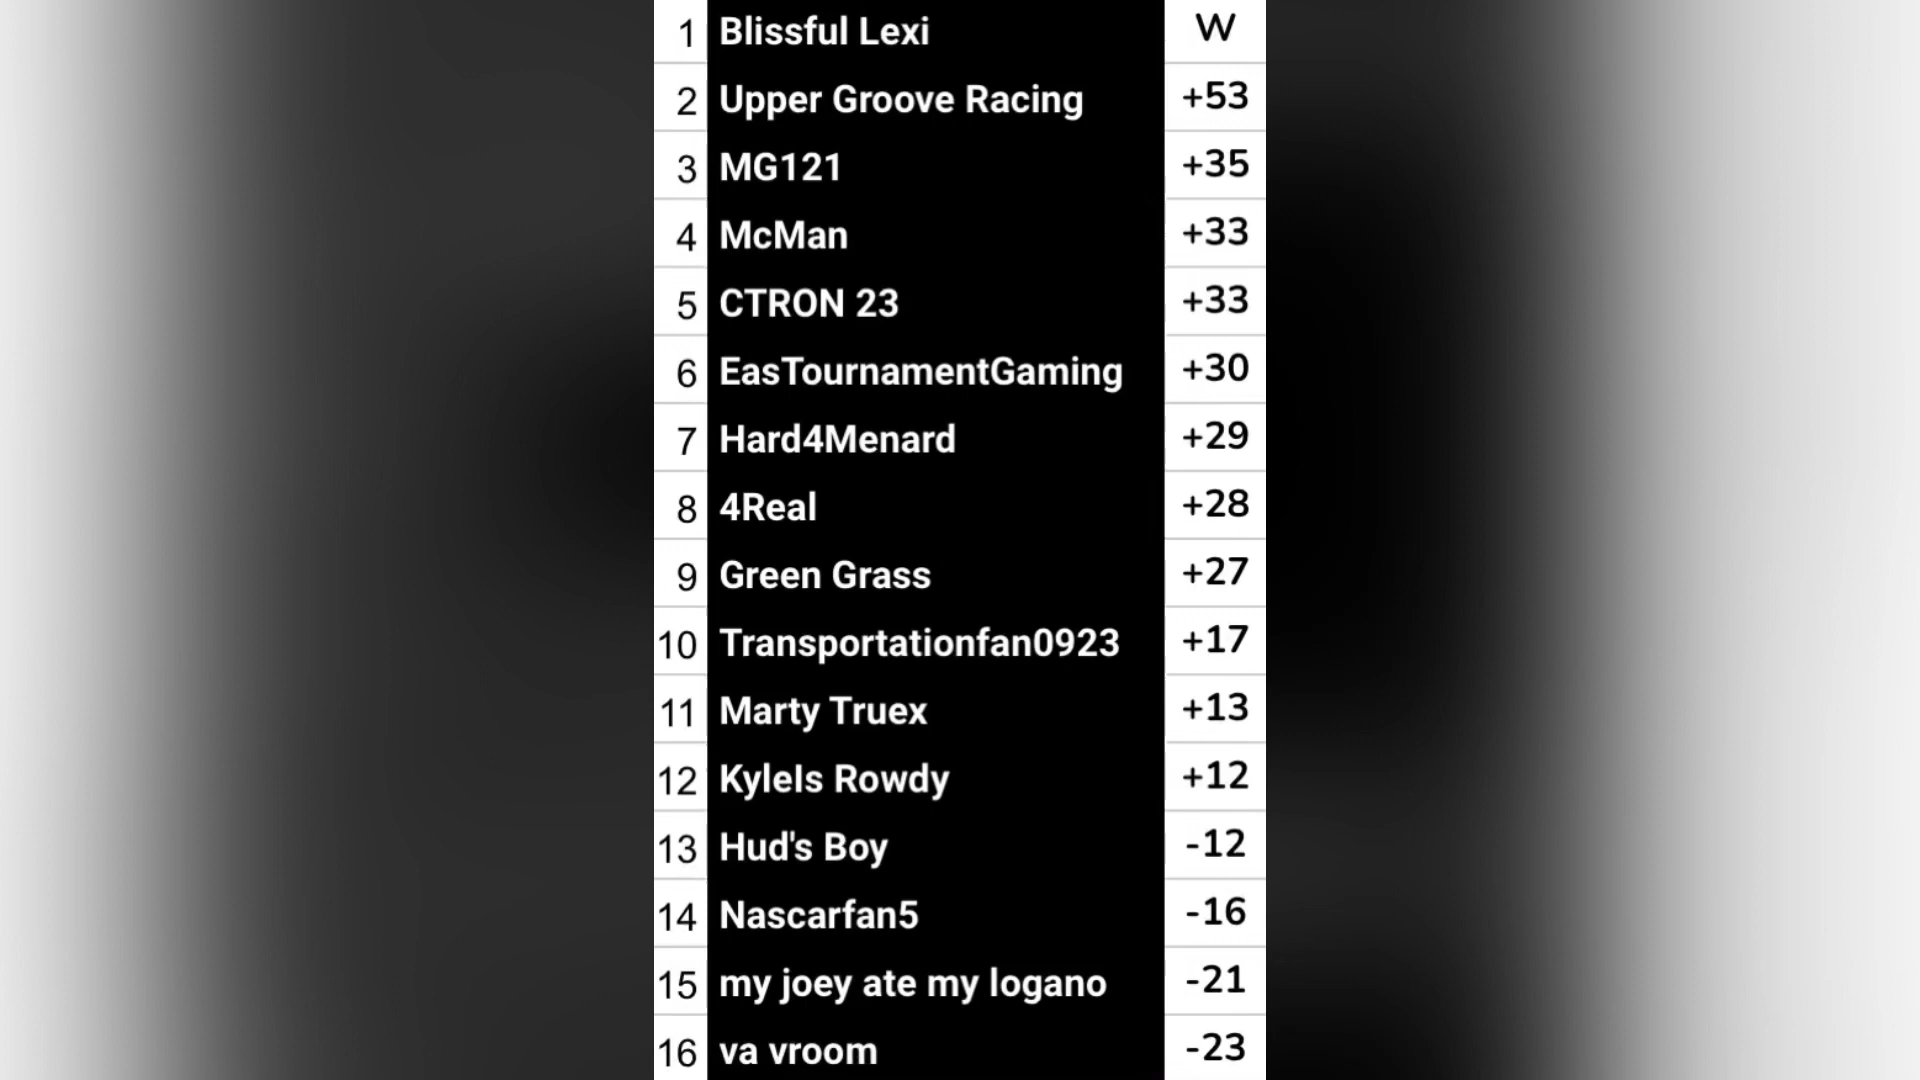 1 Blissful Lexi W
2 Upper Groove Racing +53
3 MG121 +35
4 McMan +33
5 CTRON 23 +33
6 EasTournamentGaming +30
7 Hard4Menard +29
8 4Real +28
9 Green Grass +27
10 Transportationfan0923 +17
11 Marty Truex +13
12 KyleIs Rowdy +12
13 Hud's Boy -12
14 Nascarfan5 -16
15 my joey ate my logano -21
16 va vroom -23